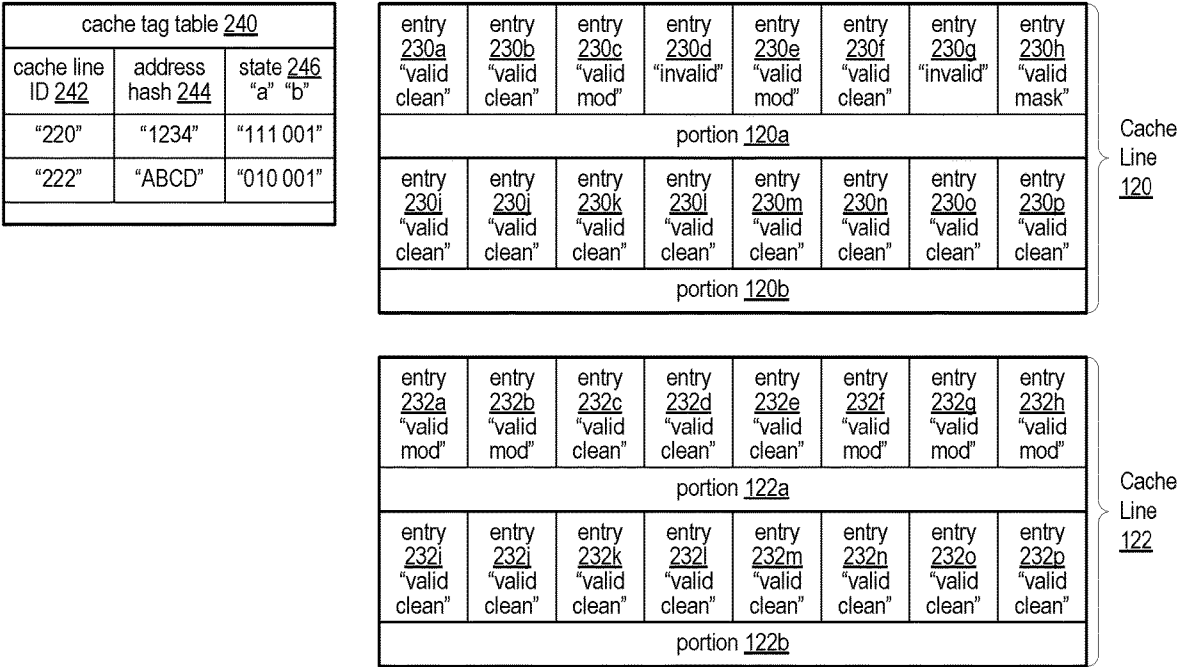 cache tag table 240
cache line
ID 242
address
hash 244
state 246
"a" "b"
"220"
"1234"
"111 001"
"222"
"ABCD"
"010 001"
entry
230a
"valid
clean"
entry
230b
"valid
clean"
entry
230c
"valid
mod"
entry
230d
"invalid"
entry
230e
"valid
mod"
entry
230f
"valid
clean"
entry
230g
"invalid"
entry
230h
"valid
mask"
portion 120a
entry
230i
"valid
clean"
entry
230j
"valid
clean"
entry
230k
"valid
clean"
entry
230l
"valid
clean"
entry
230m
"valid
clean"
entry
230n
"valid
clean"
entry
230o
"valid
clean"
entry
230p
"valid
clean"
portion 120b
Cache
Line
120
entry
232a
"valid
mod"
entry
232b
"valid
mod"
entry
232c
"valid
clean"
entry
232d
"valid
clean"
entry
232e
"valid
clean"
entry
232f
"valid
mod"
entry
232g
"valid
mod"
entry
232h
"valid
mod"
portion 122a
entry
232i
"valid
clean"
entry
232j
"valid
clean"
entry
232k
"valid
clean"
entry
232l
"valid
clean"
entry
232m
"valid
clean"
entry
232n
"valid
clean"
entry
232o
"valid
clean"
entry
232p
"valid
clean"
portion 122b
Cache
Line
122